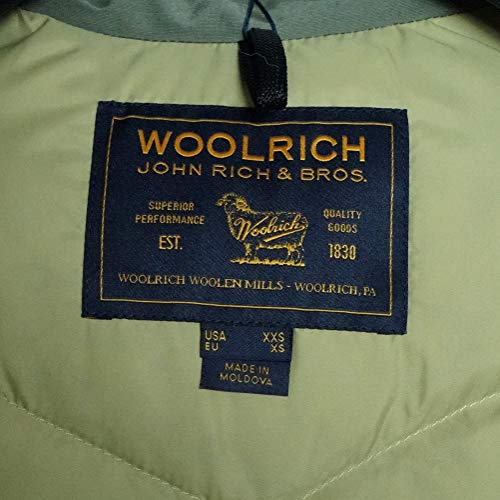 WOOLRICH
JOHN RICH & BROS.
SUPERIOR PERFORMANCE
QUALITY GOODS
Woolrich
EST. 1830
WOOLRICH WOOLEN MILLS - WOOLRICH, PA
USA XXS
EU XS
MADE IN
MOLDOVA